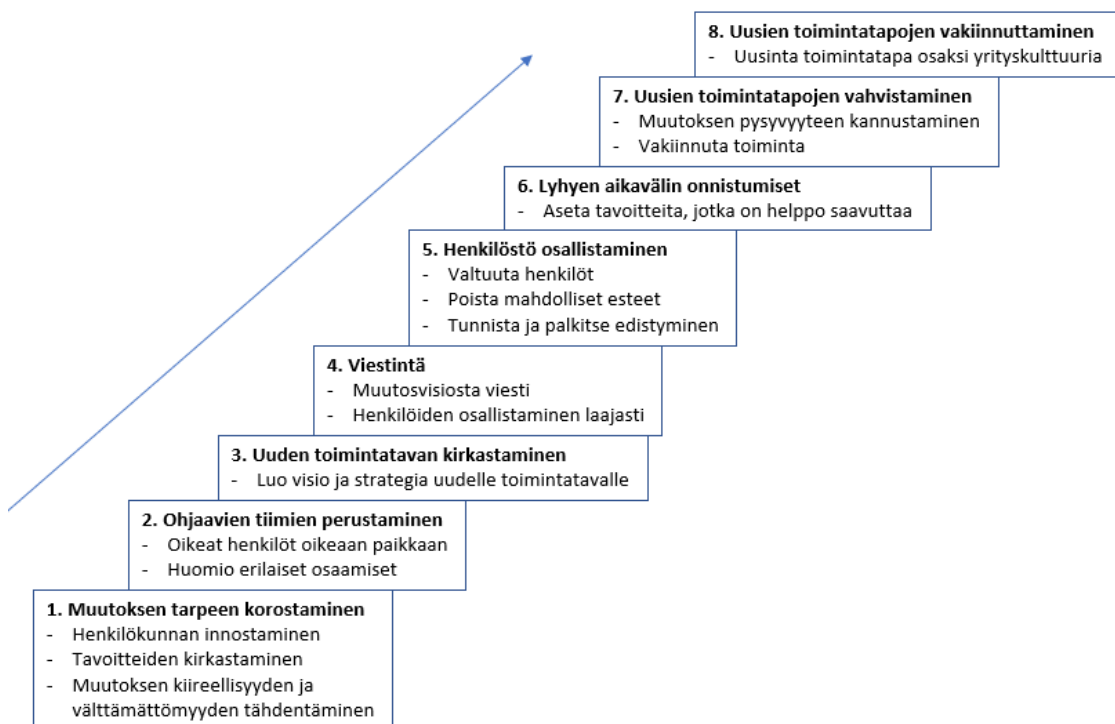 8. Uusien toimintatapojen vakiinnuttaminen
- Uusinta toimintatapa osaksi yrityskulttuuria
7. Uusien toimintatapojen vahvistaminen
- Muutoksen pysyvyyteen kannustaminen
- Vakiinnuta toiminta
6. Lyhyen aikavälin onnistumiset
- Aseta tavoitteita, jotka on helppo saavuttaa
5. Henkilöstö osallistaminen
- Valtuuta henkilöt
- Poista mahdolliset esteet
- Tunnista ja palkitse edistyminen
4. Viestintä
- Muutosvisiosta viesti
- Henkilöiden osallistaminen laajasti
3. Uuden toimintatavan kirkastaminen
- Luo visio ja strategia uudelle toimintatavalle
2. Ohjaavien tiimien perustaminen
- Oikeat henkilöt oikeaan paikkaan
- Huomio erilaiset osaamiset
1. Muutoksen tarpeen korostaminen
- Henkilökunnan innostaminen
- Tavoitteiden kirkastaminen
- Muutoksen kiireellisyyden ja
välttämättömyyden tähdentäminen